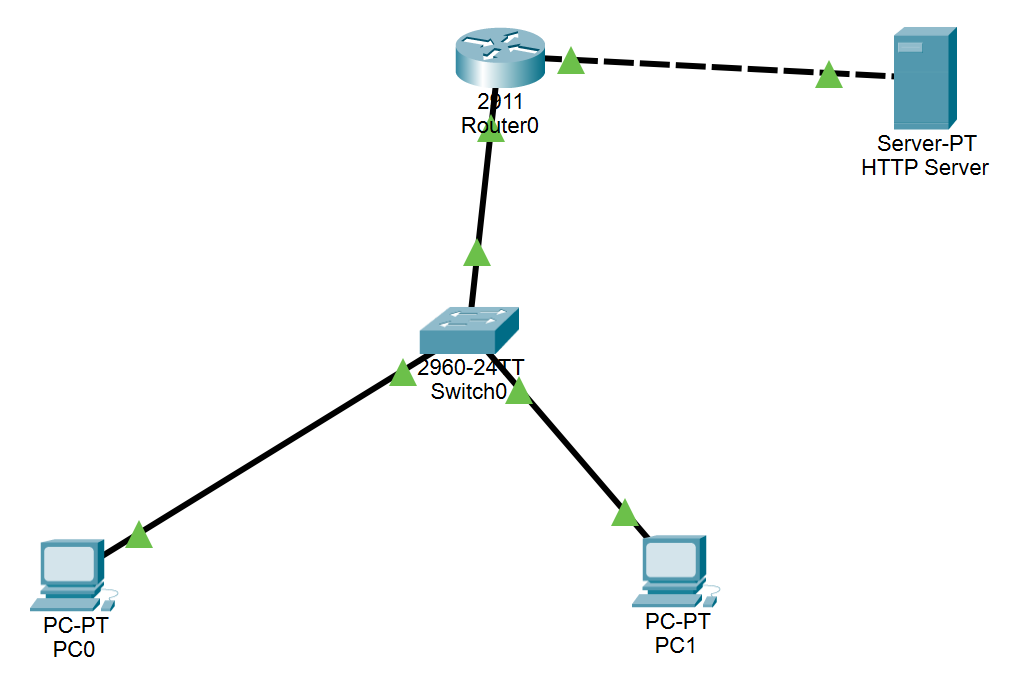 2911
Router0
Server-PT
HTTP Server
2960-24TT
Switch0
PC-PT
PC0
PC-PT
PC1